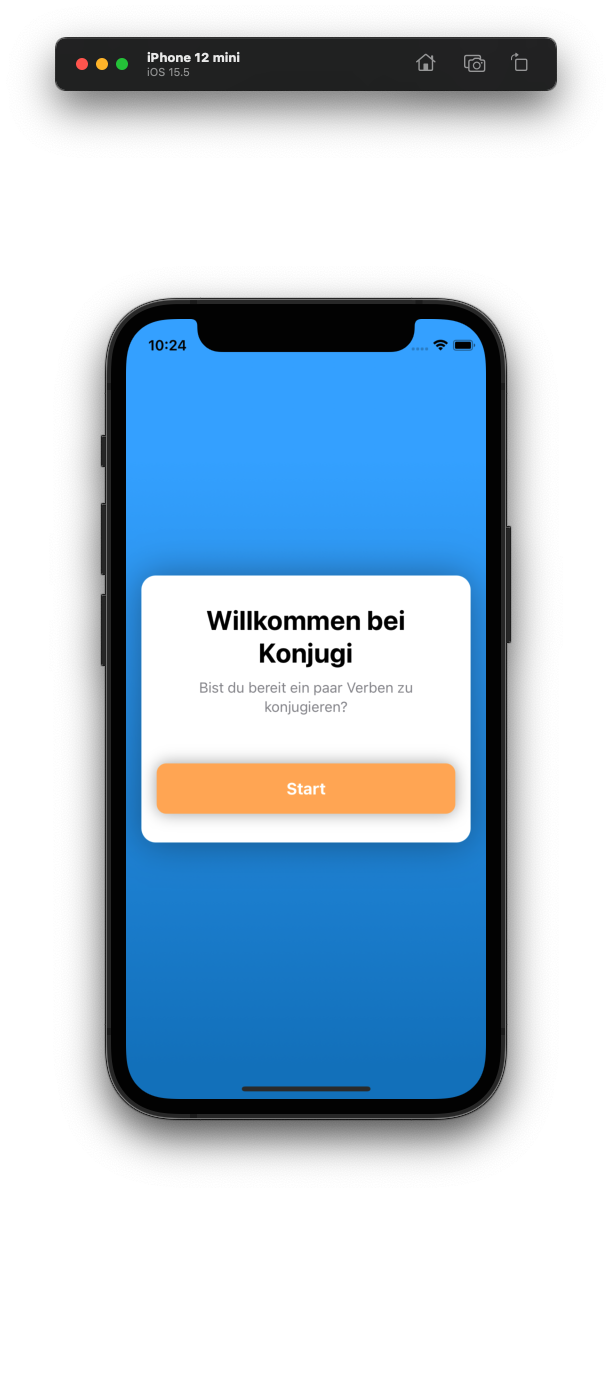 iPhone 12 mini
iOS 15.5
10:24
Willkommen bei
Konjugi
Bist du bereit ein paar Verben zu
konjugieren?
Start